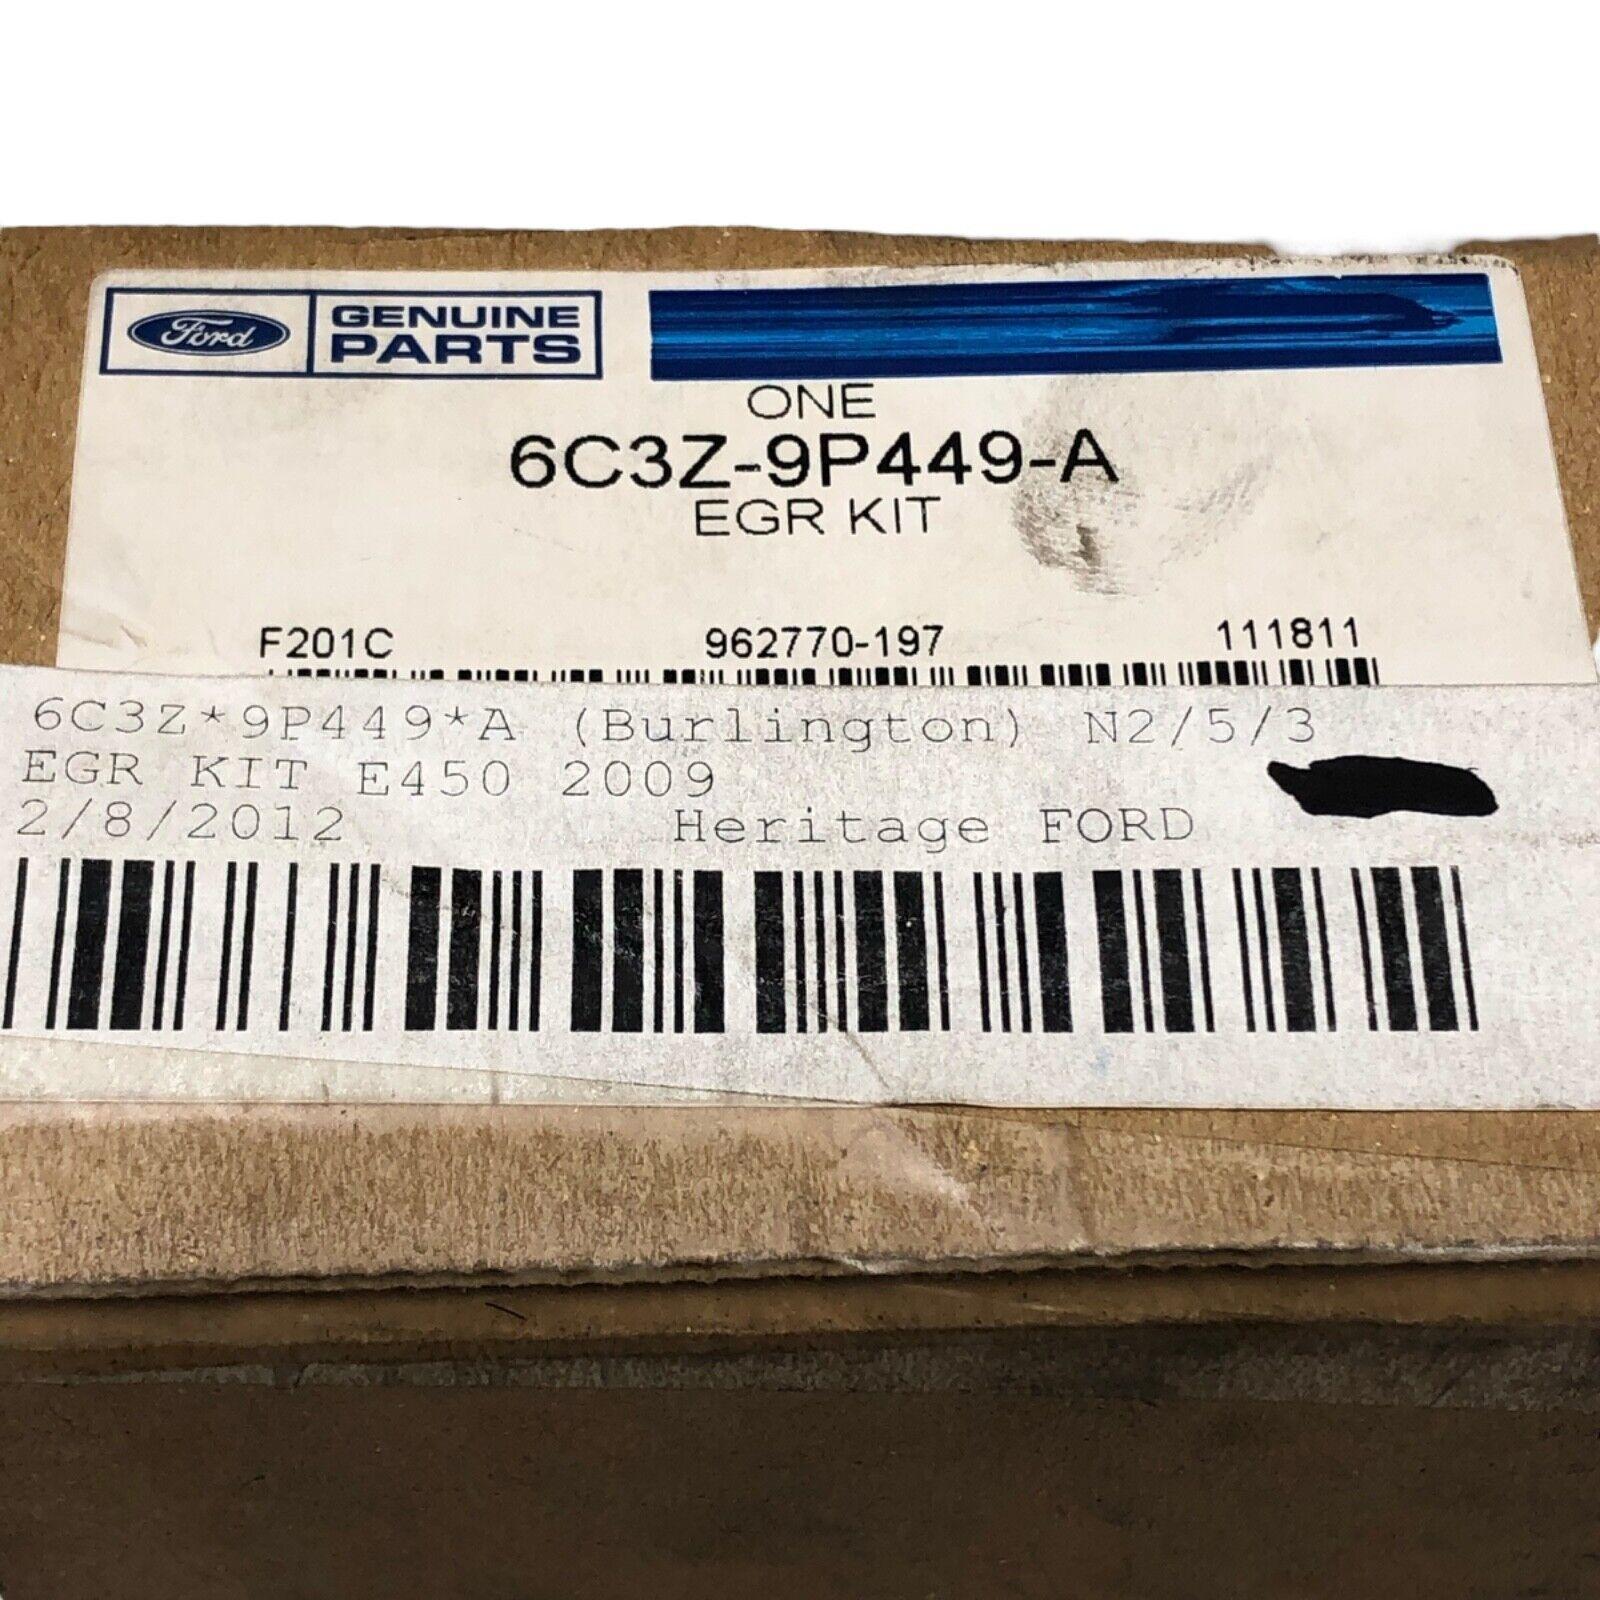 Ford GENUINE
PARTS
ONE
6C3Z-9P449-A
EGR KIT
F201C 962770-197 111811
6C3Z*9P449*A (Burlington) N2/5/3
EGR KIT E450 2009
2/8/2012 Heritage FORD